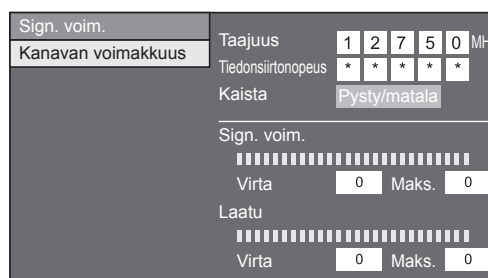 Sign. voim.
Kanavan voimakkuus
Taajuus 1 2 7 5 0 MH
Tiedonsiirtonopeus * * * * *
Kaista Pysty/matala
Sign. voim.
Virta 0 Maks. 0
Laatu
Virta 0 Maks. 0